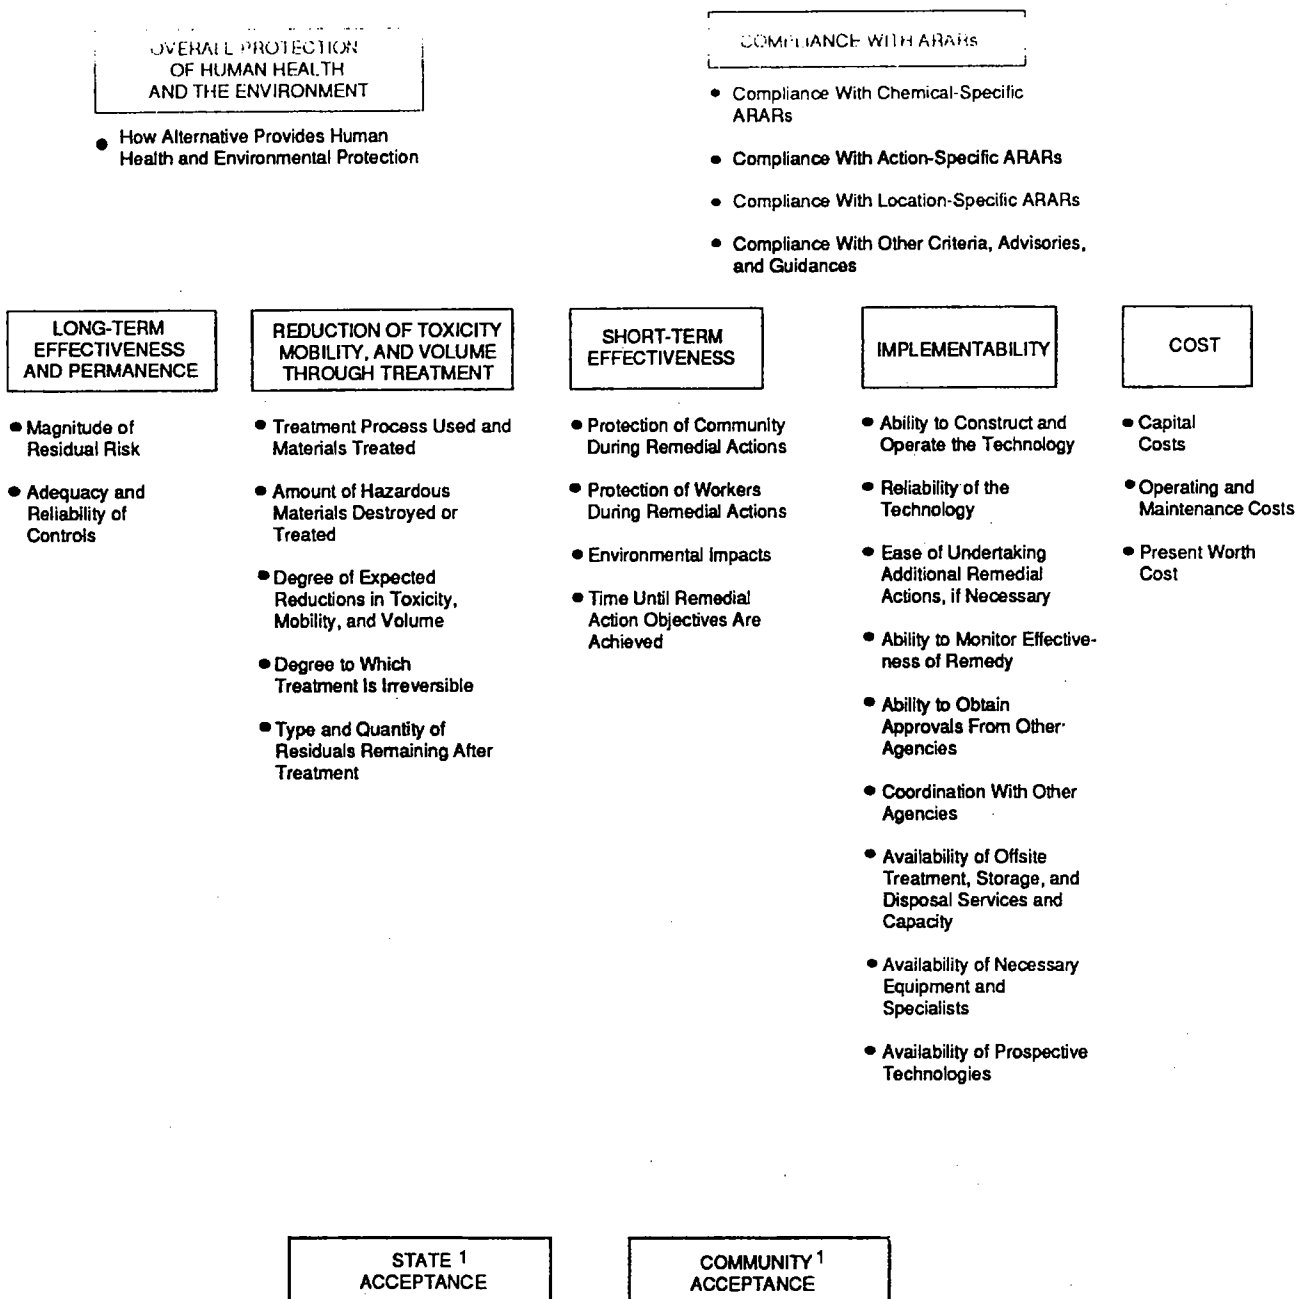 OVERALL PROTECTION
OF HUMAN HEALTH
AND THE ENVIRONMENT
● How Alternative Provides Human
Health and Environmental Protection
COMPLIANCE WITH ARARs
● Compliance With Chemical-Specific
ARARs
● Compliance With Action-Specific ARARs
● Compliance With Location-Specific ARARs
● Compliance With Other Criteria, Advisories,
and Guidances
LONG-TERM
EFFECTIVENESS
AND PERMANENCE
● Magnitude of
Residual Risk
● Adequacy and
Reliability of
Controls
REDUCTION OF TOXICITY
MOBILITY, AND VOLUME
THROUGH TREATMENT
● Treatment Process Used and
Materials Treated
● Amount of Hazardous
Materials Destroyed or
Treated
● Degree of Expected
Reductions in Toxicity,
Mobility, and Volume
● Degree to Which
Treatment Is Irreversible
● Type and Quantity of
Residuals Remaining After
Treatment
SHORT-TERM
EFFECTIVENESS
● Protection of Community
During Remedial Actions
● Protection of Workers
During Remedial Actions
● Environmental Impacts
● Time Until Remedial
Action Objectives Are
Achieved
IMPLEMENTABILITY
● Ability to Construct and
Operate the Technology
● Reliability of the
Technology
● Ease of Undertaking
Additional Remedial
Actions, if Necessary
● Ability to Monitor Effective-
ness of Remedy
● Ability to Obtain
Approvals From Other
Agencies
● Coordination With Other
Agencies
● Availability of Offsite
Treatment, Storage, and
Disposal Services and
Capacity
● Availability of Necessary
Equipment and
Specialists
● Availability of Prospective
Technologies
COST
● Capital
Costs
● Operating and
Maintenance Costs
● Present Worth
Cost
STATE 1
ACCEPTANCE
COMMUNITY 1
ACCEPTANCE